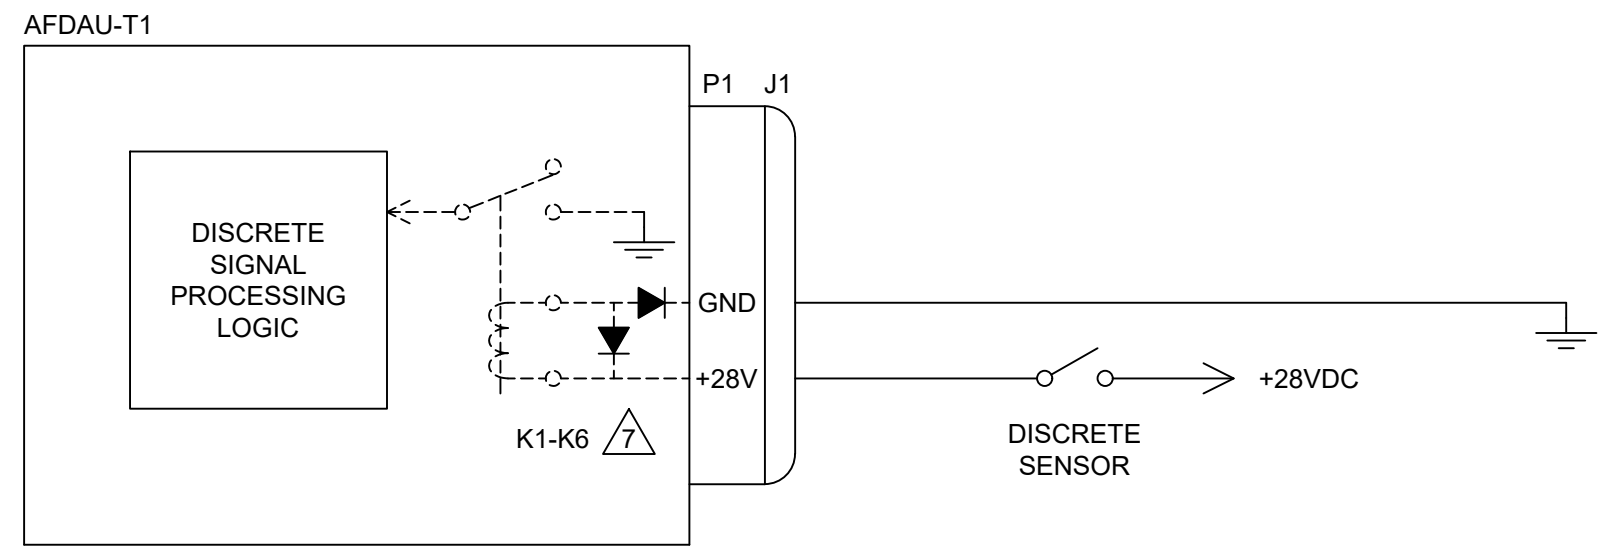 AFDAU-T1
P1 J1
DISCRETE
SIGNAL
PROCESSING
LOGIC
GND
+28V
+28VDC
K1-K6 7
DISCRETE
SENSOR